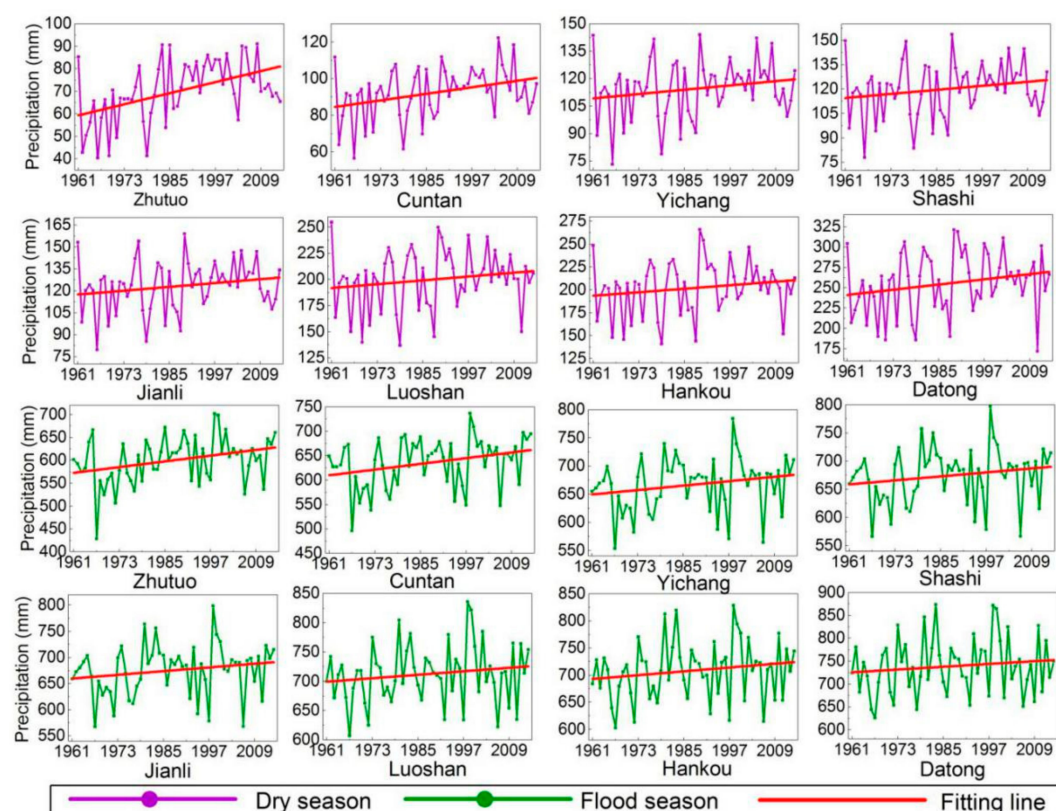 Precipitation (mm)
100
90
80
70
60
50
40
1961 1973 1985 1997 2009
Zhutuo
120
100
80
60
1961 1973 1985 1997 2009
Cuntan
150
135
120
105
90
75
1961 1973 1985 1997 2009
Yichang
150
135
120
105
90
75
1961 1973 1985 1997 2009
Shashi
Precipitation (mm)
165
150
135
120
105
90
75
1961 1973 1985 1997 2009
Jianli
250
225
200
175
150
125
1961 1973 1985 1997 2009
Luoshan
275
250
225
200
175
150
120
1961 1973 1985 1997 2009
Hankou
325
300
275
250
225
200
175
1961 1973 1985 1997 2009
Datong
Precipitation (mm)
700
650
600
550
500
450
400
1961 1973 1985 1997 2009
Zhutuo
750
700
650
600
550
500
450
1961 1973 1985 1997 2009
Cuntan
800
750
700
650
600
550
1961 1973 1985 1997 2009
Yichang
800
750
700
650
600
550
1961 1973 1985 1997 2009
Shashi
Precipitation (mm)
800
750
700
650
600
550
1961 1973 1985 1997 2009
Jianli
850
800
750
700
650
600
1961 1973 1985 1997 2009
Luoshan
850
800
750
700
650
600
1961 1973 1985 1997 2009
Hankou
900
850
800
750
700
650
600
1961 1973 1985 1997 2009
Datong
Dry season Flood season Fitting line